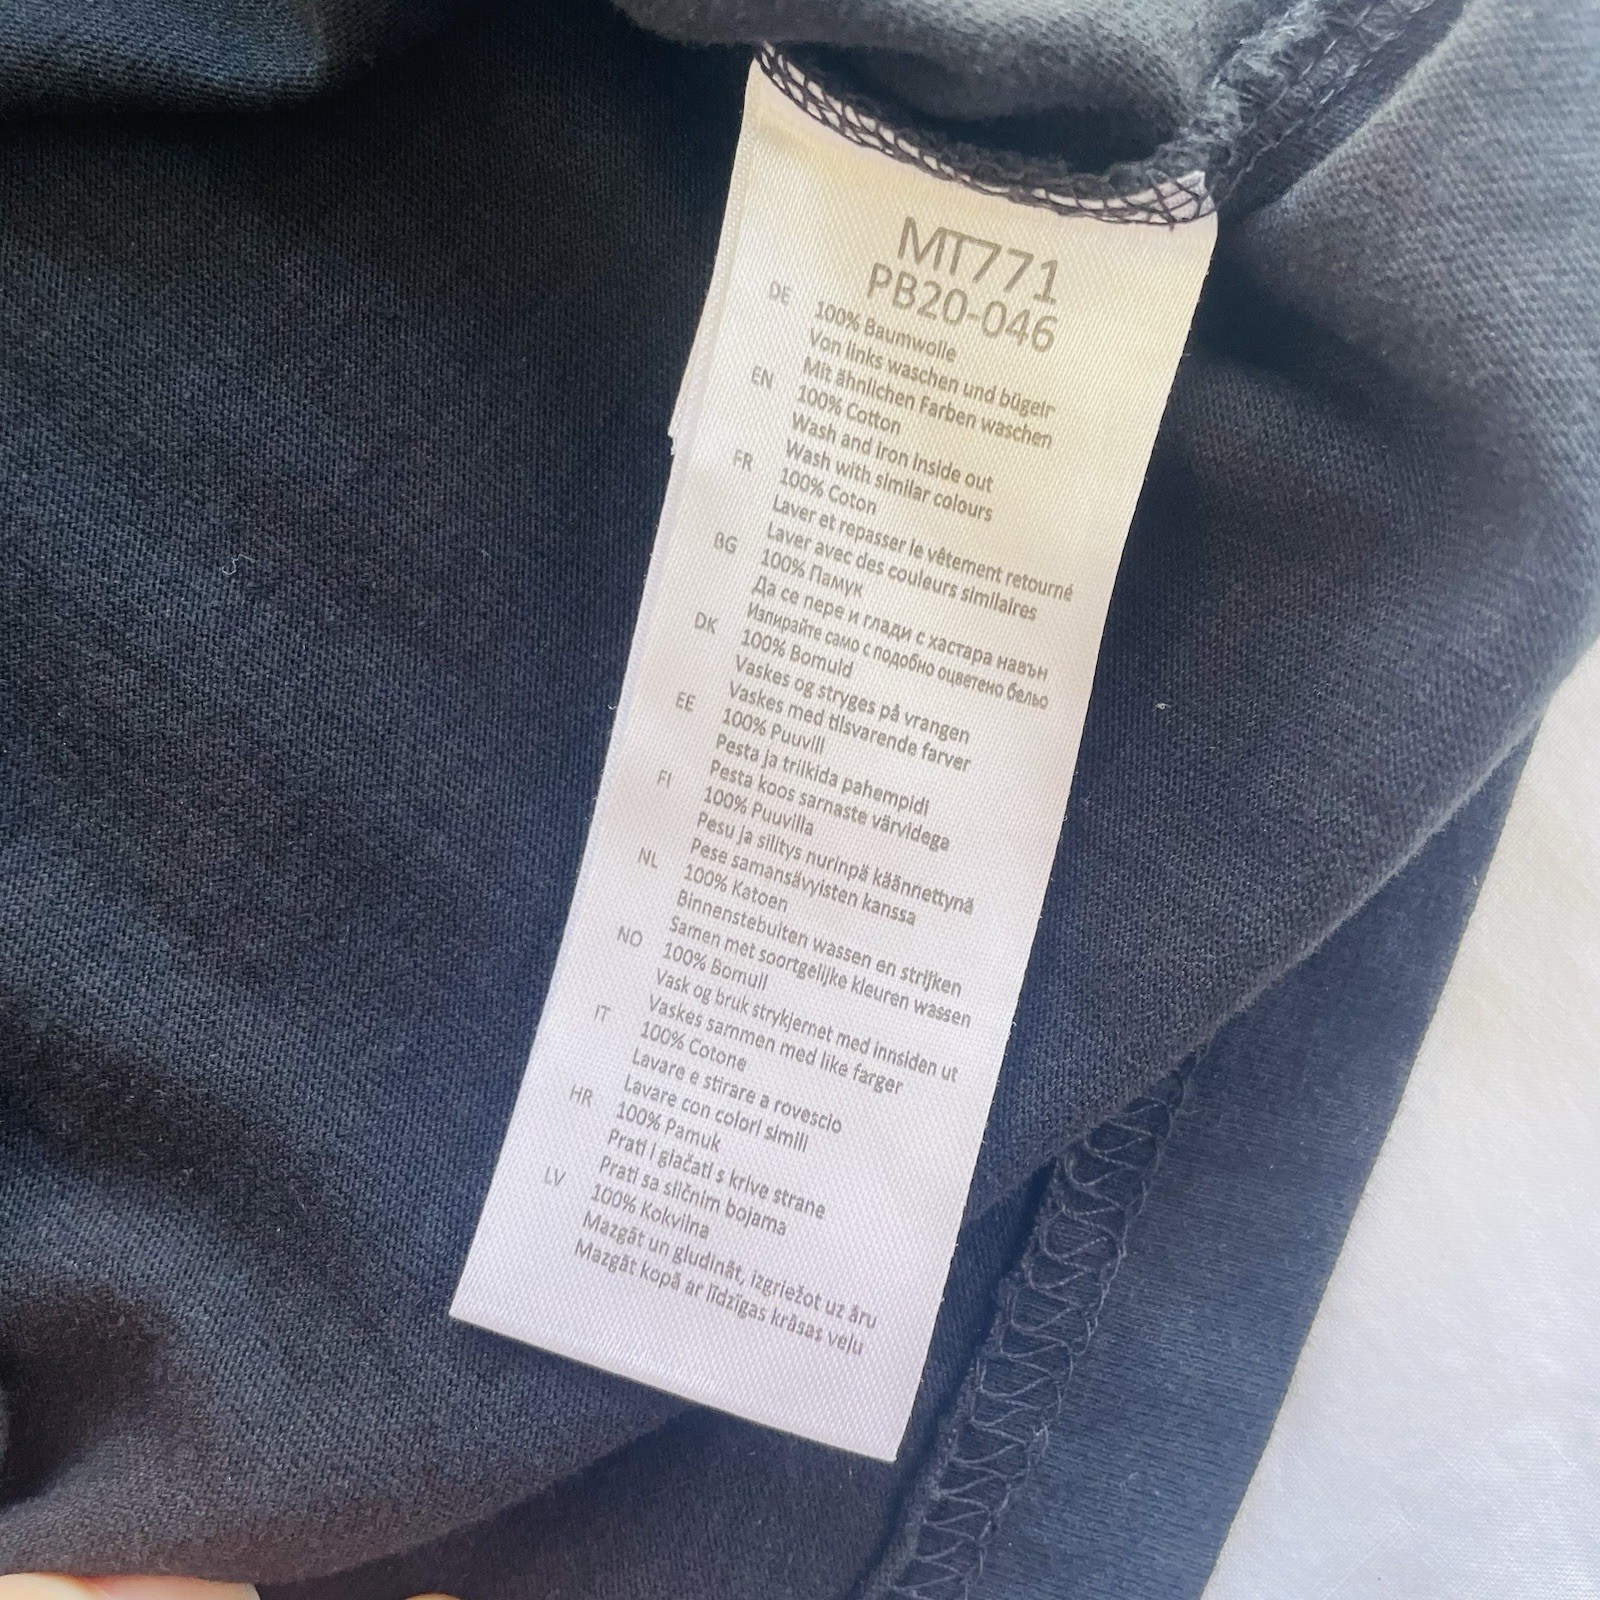 MT771
PB20-046
DE 100% Baumwolle
Von links waschen und bügeln
Mit ähnlichen Farben waschen
EN 100% Cotton
Wash and iron inside out
Wash with similar colours
FR 100% Coton
Laver et repasser le vêtement retourné
Laver avec des couleurs similaires
BG 100% Памук
Да се пере и глади с хастара навън
Изпирайте само с подобно оцветено бельо
DK 100% Bomuld
Vaskes og stryges på vrangen
Vaskes med tilsvarende farver
EE 100% Puuvill
Pesta ja triikida pahempidi
Pesta koos sarnaste värvidega
FI 100% Puuvilla
Pesu ja silitys nurinpä käännettynä
Pese samansävyisten kanssa
NL 100% Katoen
Binnenstebuiten wassen en strijken
Samen met soortgelijke kleuren wassen
NO 100% Bomull
Vask og bruk strykjernet med innsiden ut
Vaskes sammen med like farger
IT 100% Cotone
Lavare e stirare a rovescio
Lavare con colori simili
HR 100% Pamuk
Prati i glačati s krive strane
Prati sa sličnim bojama
LV 100% Kokvilna
Mazgāt un gludināt, izgriežot uz āru
Mazgāt kopā ar līdzīgas krāsas veļu